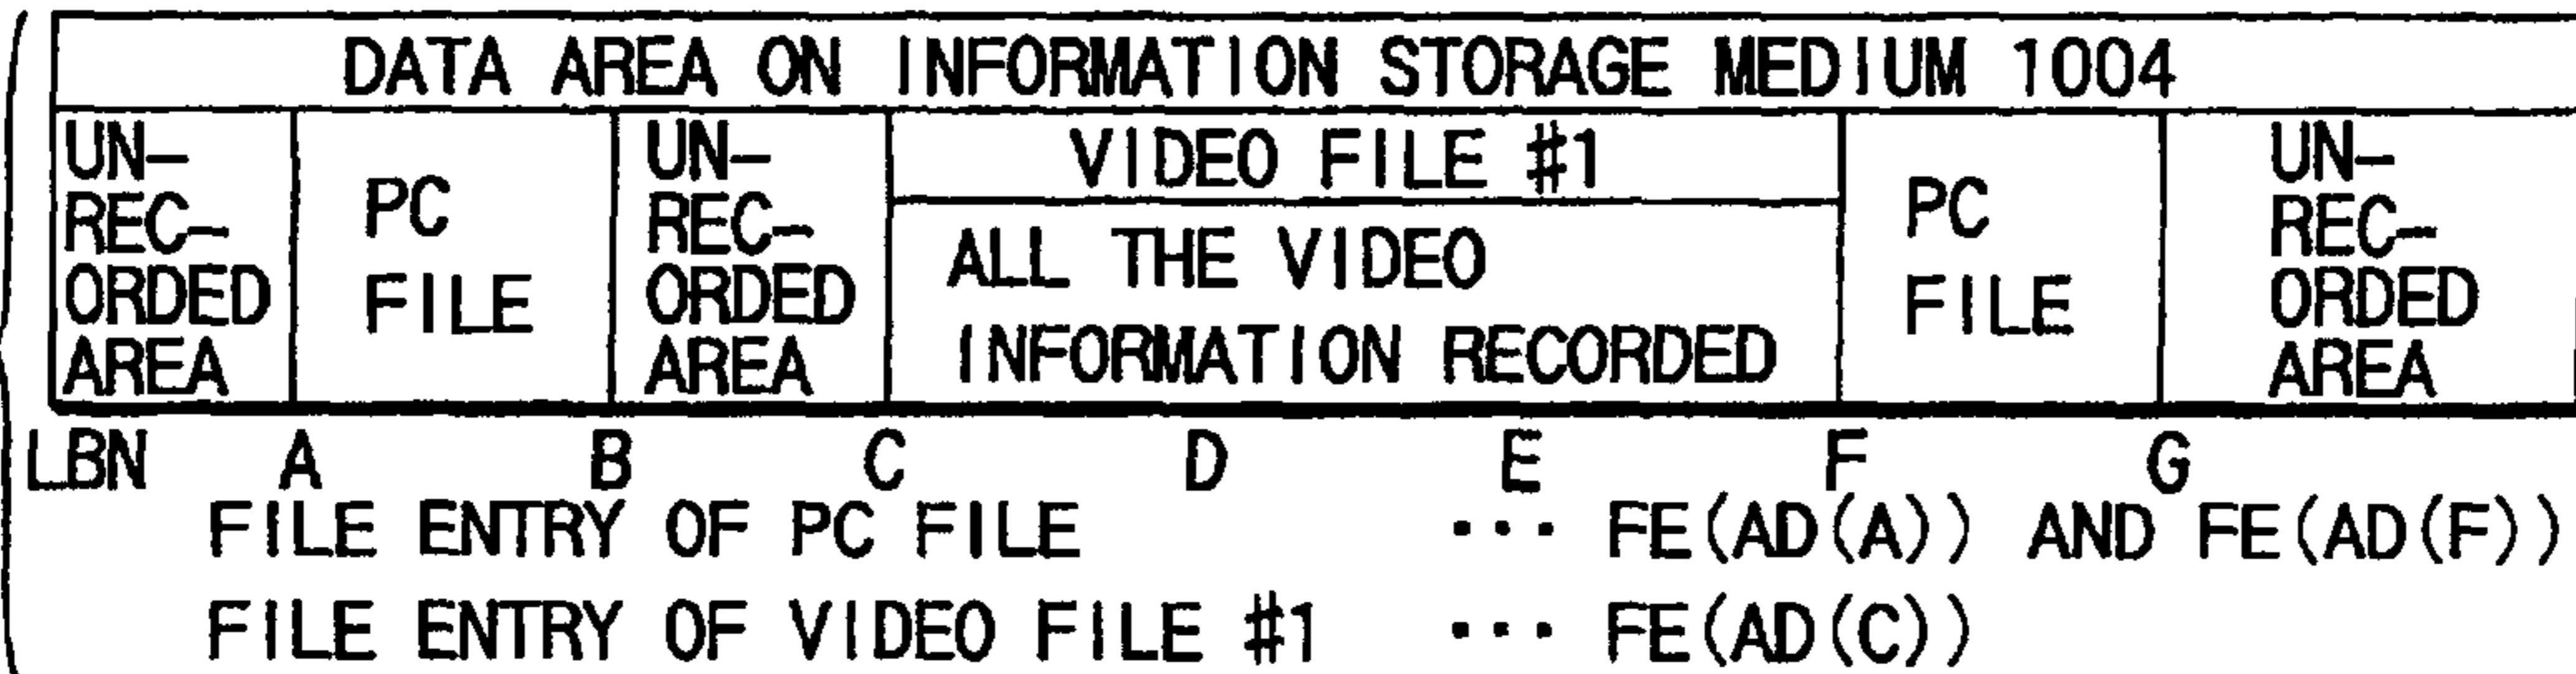 DATA AREA ON INFORMATION STORAGE MEDIUM 1004
UN-
REC-
ORDED
AREA
PC
FILE
UN-
REC-
ORDED
AREA
VIDEO FILE #1
ALL THE VIDEO
INFORMATION RECORDED
PC
FILE
UN-
REC-
ORDED
AREA
LBN A B C D E F G
FILE ENTRY OF PC FILE ··· FE(AD(A)) AND FE(AD(F))
FILE ENTRY OF VIDEO FILE #1 ··· FE(AD(C))